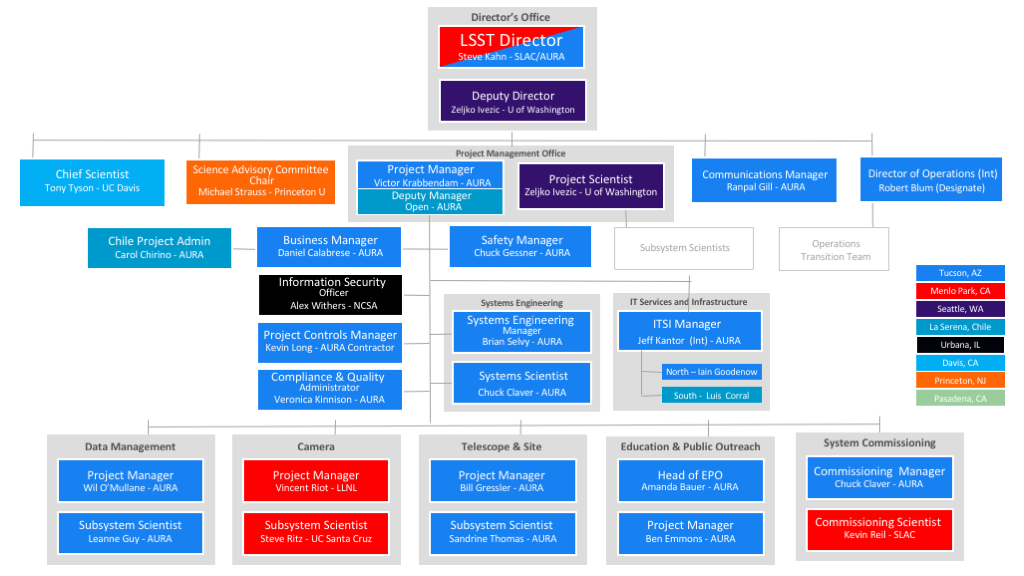 Director's Office
LSST Director
Steve Kahn - SLAC/AURA
Deputy Director
Zeljko Ivezic - U of Washington
Chief Scientist
Tony Tyson - UC Davis
Science Advisory Committee
Chair
Michael Strauss - Princeton U
Project Management Office
Project Manager
Victor Krabbendam - AURA
Deputy Manager
Open - AURA
Project Scientist
Zeljko Ivezic - U of Washington
Communications Manager
Ranpal Gill - AURA
Director of Operations (Int)
Robert Blum (Designate)
Chile Project Admin
Carol Chirino - AURA
Business Manager
Daniel Calabrese - AURA
Safety Manager
Chuck Gessner - AURA
Subsystem Scientists
Operations
Transition Team
Information Security
Officer
Alex Withers - NCSA
Project Controls Manager
Kevin Long - AURA Contractor
Compliance & Quality
Administrator
Veronica Kinnison - AURA
Systems Engineering
Systems Engineering
Manager
Brian Selvy - AURA
Systems Scientist
Chuck Claver - AURA
IT Services and Infrastructure
ITSI Manager
Jeff Kantor (Int) - AURA
North – Iain Goodenow
South - Luis Corral
Tucson, AZ
Menlo Park, CA
Seattle, WA
La Serena, Chile
Urbana, IL
Davis, CA
Princeton, NJ
Pasadena, CA
Data Management
Project Manager
Wil O'Mullane - AURA
Subsystem Scientist
Leanne Guy - AURA
Camera
Project Manager
Vincent Riot - LLNL
Subsystem Scientist
Steve Ritz - UC Santa Cruz
Telescope & Site
Project Manager
Bill Gressler - AURA
Subsystem Scientist
Sandrine Thomas - AURA
Education & Public Outreach
Head of EPO
Amanda Bauer - AURA
Project Manager
Ben Emmons - AURA
System Commissioning
Commissioning Manager
Chuck Claver - AURA
Commissioning Scientist
Kevin Reil - SLAC